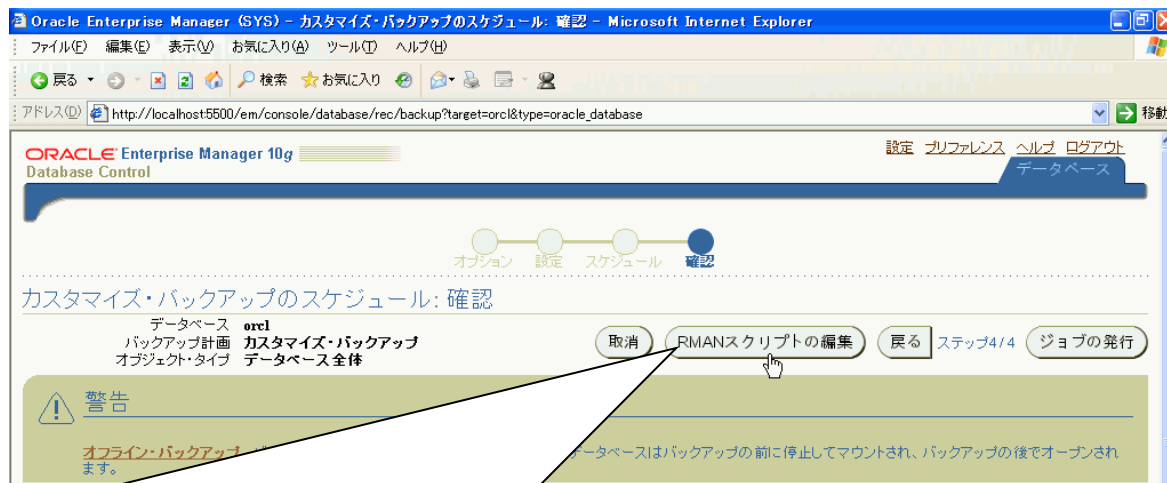 Oracle Enterprise Manager (SYS) - カスタマイズ・バックアップのスケジュール: 確認 - Microsoft Internet Explorer
ファイル(F) 編集(E) 表示(V) お気に入り(A) ツール(T) ヘルプ(H)
戻る 検索 お気に入り
アドレス(D) http://localhost:5500/em/console/database/rec/backup?target=orcl&type=oracle_database 移動
ORACLE Enterprise Manager 10g
Database Control
設定 プリファレンス ヘルプ ログアウト
データベース
オプション 設定 スケジュール 確認
カスタマイズ・バックアップのスケジュール: 確認
データベース orcl
バックアップ計画 カスタマイズ・バックアップ
オブジェクト・タイプ データベース全体
取消 RMANスクリプトの編集 戻る ステップ4/4 ジョブの発行
警告
オフライン・バックアップ データベースはバックアップの前に停止してマウントされ、バックアップの後でオープンされ
ます。